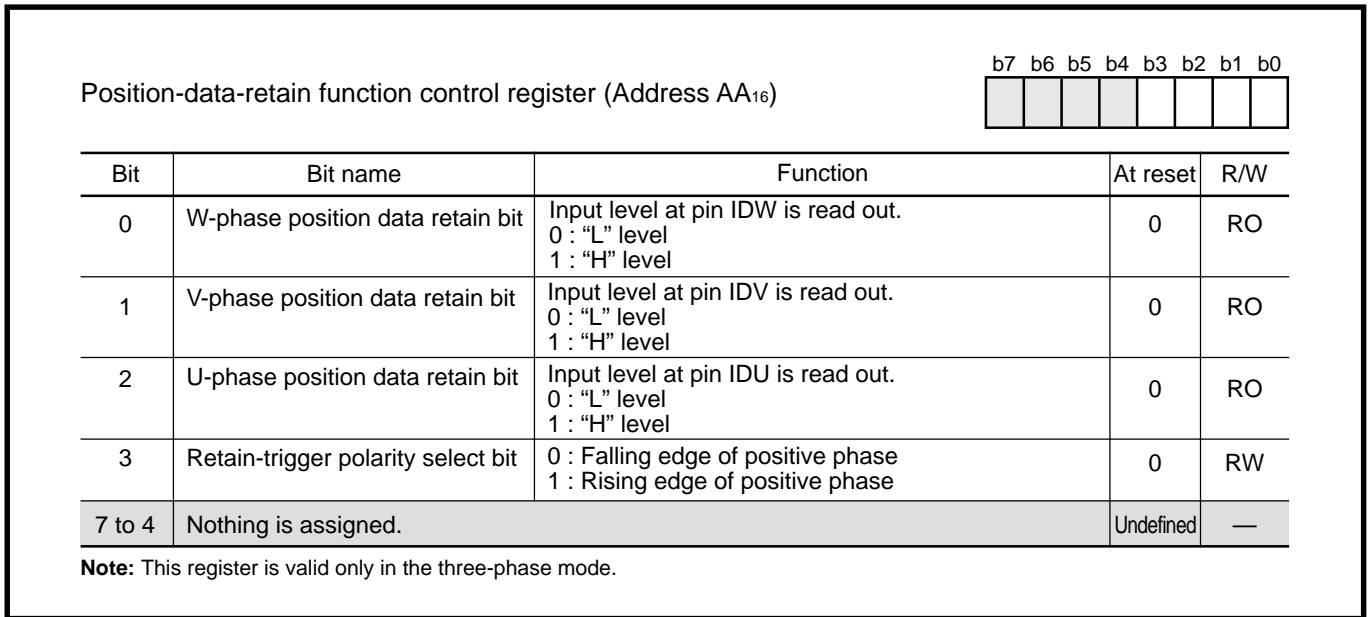 b7 b6 b5 b4 b3 b2 b1 b0
Position-data-retain function control register (Address AA16)
Bit Bit name Function At reset R/W
0 W-phase position data retain bit Input level at pin IDW is read out. 0 RO
0 : “L” level
1 : “H” level
1 V-phase position data retain bit Input level at pin IDV is read out. 0 RO
0 : “L” level
1 : “H” level
2 U-phase position data retain bit Input level at pin IDU is read out. 0 RO
0 : “L” level
1 : “H” level
3 Retain-trigger polarity select bit 0 : Falling edge of positive phase 0 RW
1 : Rising edge of positive phase
7 to 4 Nothing is assigned. Undefined —
Note: This register is valid only in the three-phase mode.